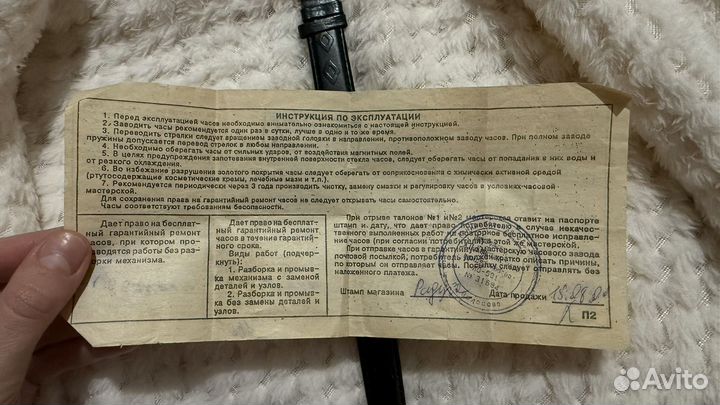 ИНСТРУКЦИЯ ПО ЭКСПЛУАТАЦИИ
1. Перед эксплуатацией часов необходимо внимательно ознакомиться с настоящей инструкцией.
2. Заводить часы рекомендуется один раз в сутки, лучше в одно и то же время.
3. Переводить стрелки следует вращением заводной головки в направлении, противоположном заводу часов. При полном заводе
пружины допускается перевод стрелок в любом направлении.
4. Необходимо оберегать часы от сильных ударов, от воздействия магнитных полей.
5. В целях предупреждения запотевания внутренней поверхности стекла часов, следует оберегать часы от попадания в них воды и
от резкого охлаждения.
6. Во избежание разрушения золотого покрытия часы следует оберегать от соприкосновения с химически активной средой
(ртутосодержащие косметические кремы, лечебные мази и т.п.).
7. Рекомендуется периодически через 3 года производить чистку, замену смазки и регулировку часов в условиях часовой
мастерской.
Для сохранения права на гарантийный ремонт часов не следует открывать часы самостоятельно.
Часы соответствуют требованиям безопасности.
Дает право на бесплат-
ный гарантийный ремонт
часов, при котором про-
водятся работы без раз-
борки механизма.
Дает право на бесплат-
ный гарантийный ремонт
часов в течение гарантий-
ного срока.
Виды работ (подчер-
кнуть):
1. Разборка и промыв-
ка механизма с заменой
деталей и узлов.
2. Разборка и промыв-
ка без замены деталей и
узлов.
При отрыве талонов №1 и №2 мастерская ставит на паспорте
штамп и дату, что дает право потребителю в случае некачес-
твенного выполненных работ на повторное бесплатное исправле-
ние часов (при согласии потребителя) в этой же мастерской.
При отправке часов в гарантийную мастерскую часового завода
почтовой посылкой, потребитель должен кратко описать причины,
по которым он отправляет часы. Посылку следует отправлять без
наложенного платежа.
Штамп магазина Дата продажи
П2
Avito